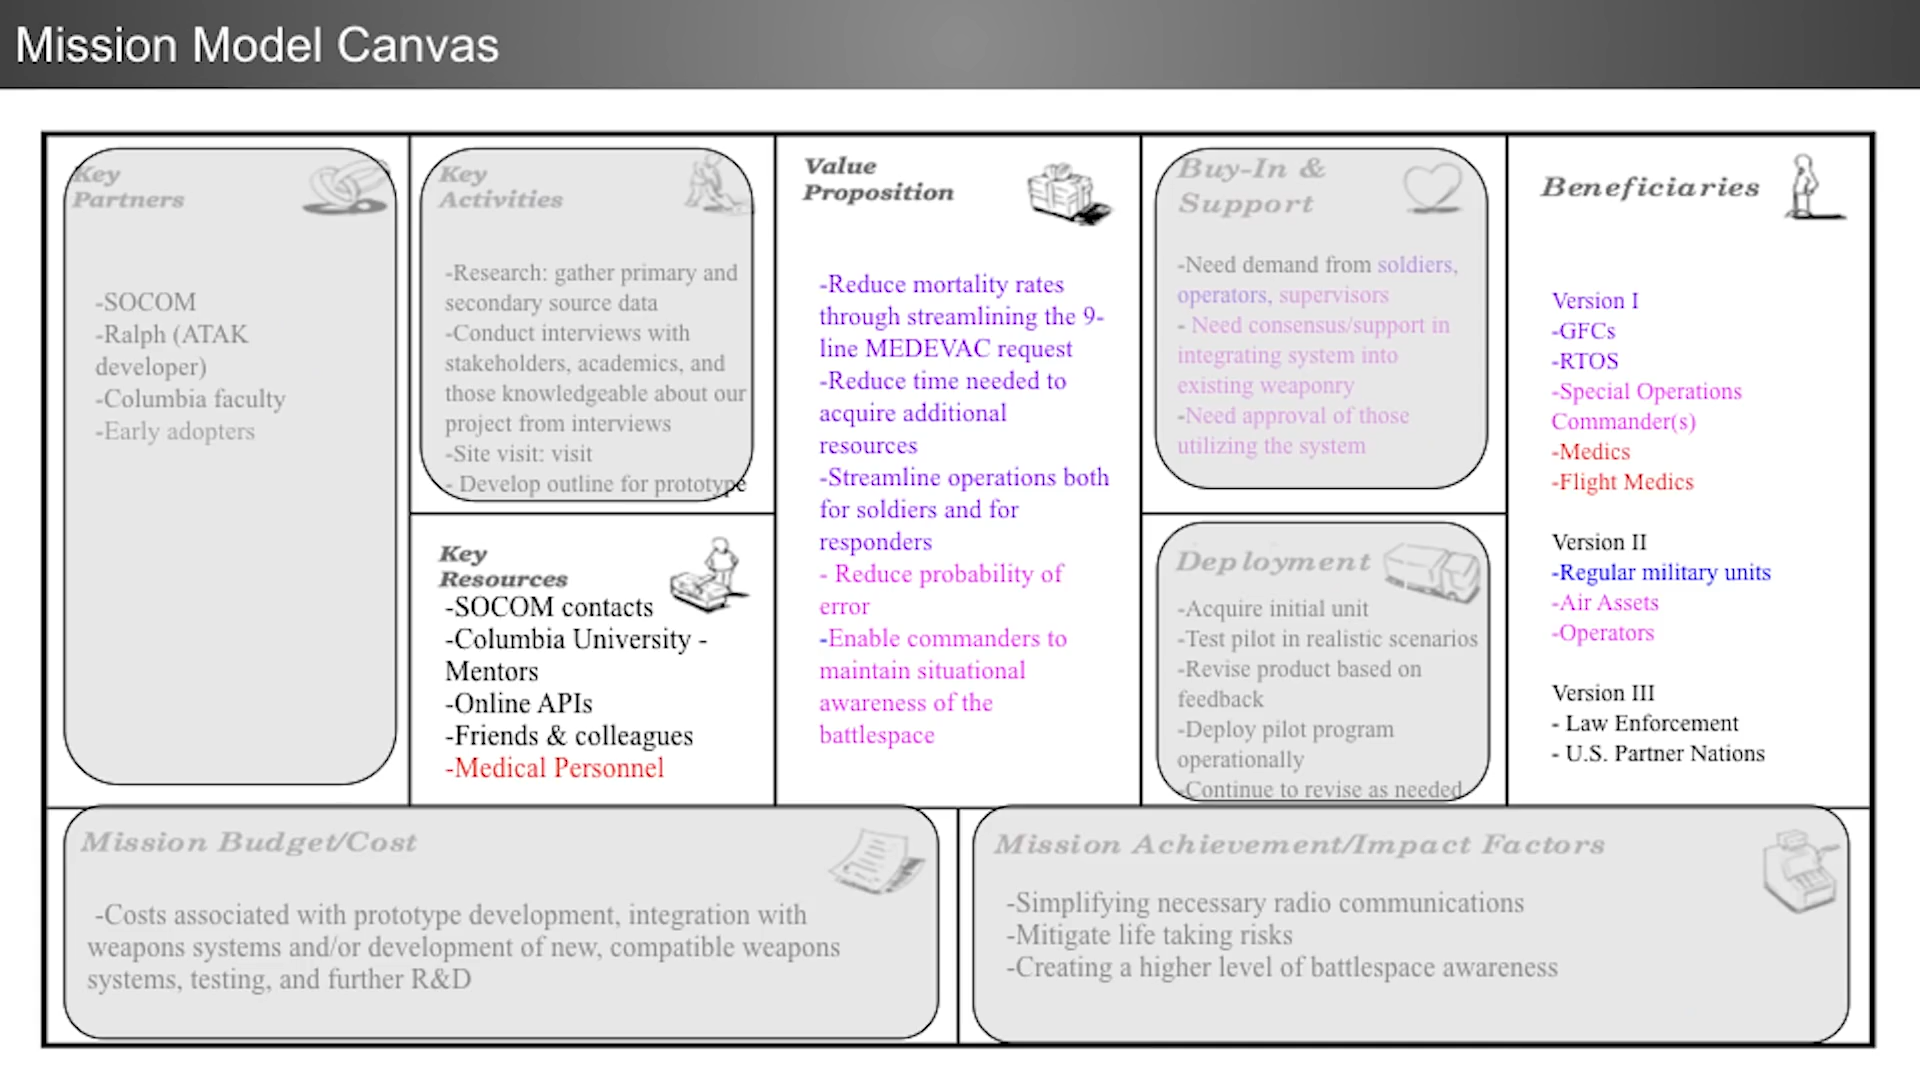 Mission Model Canvas
Key
Partners
-SOCOM
-Ralph (ATAK
developer)
-Columbia faculty
-Early adopters
Key
Activities
-Research: gather primary and
secondary source data
-Conduct interviews with
stakeholders, academics, and
those knowledgeable about our
project from interviews
-Site visit: visit
- Develop outline for prototype
Key
Resources
-SOCOM contacts
-Columbia University -
Mentors
-Online APIs
-Friends & colleagues
-Medical Personnel
Value
Proposition
-Reduce mortality rates
through streamlining the 9-
line MEDEVAC request
-Reduce time needed to
acquire additional
resources
-Streamline operations both
for soldiers and for
responders
- Reduce probability of
error
-Enable commanders to
maintain situational
awareness of the
battlespace
Buy-In &
Support
-Need demand from soldiers,
operators, supervisors
- Need consensus/support in
integrating system into
existing weaponry
-Need approval of those
utilizing the system
Deployment
-Acquire initial unit
-Test pilot in realistic scenarios
-Revise product based on
feedback
-Deploy pilot program
operationally
-Continue to revise as needed
Beneficiaries
Version I
-GFCs
-RTOS
-Special Operations
Commander(s)
-Medics
-Flight Medics
Version II
-Regular military units
-Air Assets
-Operators
Version III
- Law Enforcement
- U.S. Partner Nations
Mission Budget/Cost
-Costs associated with prototype development, integration with
weapons systems and/or development of new, compatible weapons
systems, testing, and further R&D
Mission Achievement/Impact Factors
-Simplifying necessary radio communications
-Mitigate life taking risks
-Creating a higher level of battlespace awareness